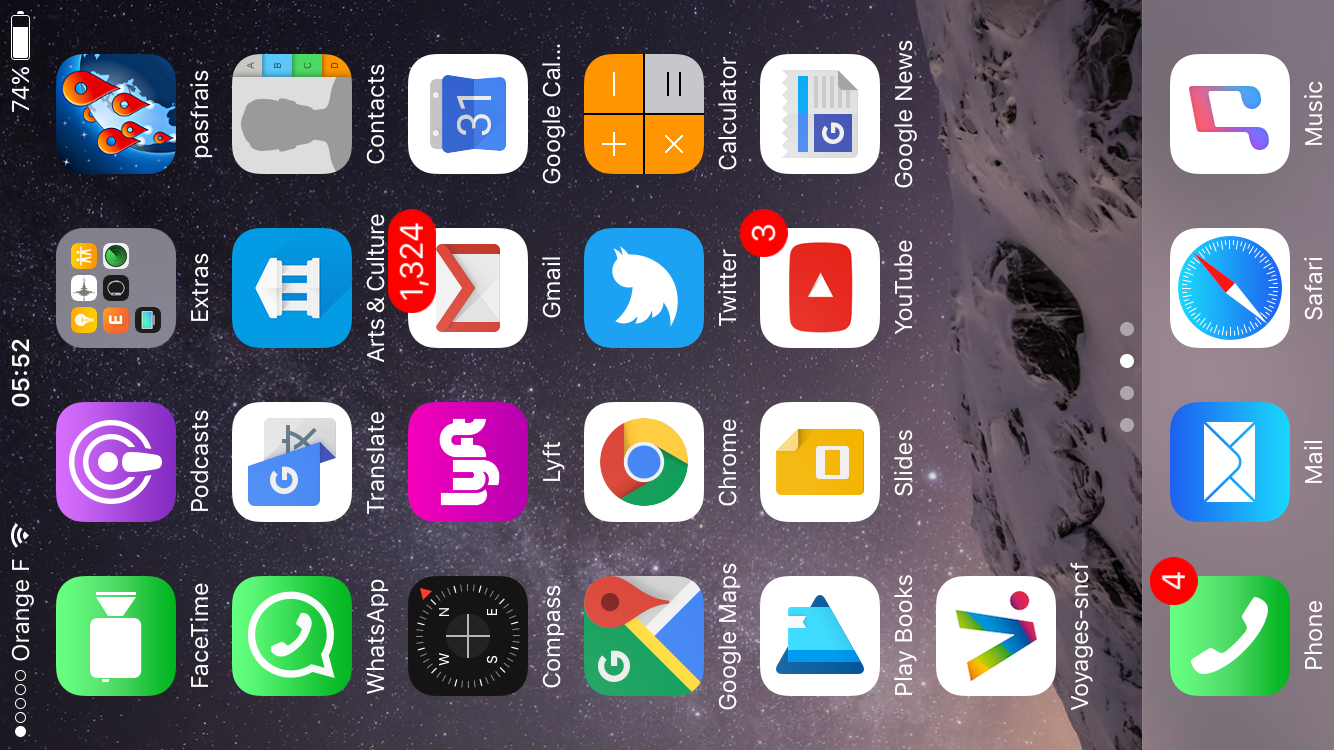 Orange F 05:52 74%
FaceTime Podcasts Extras pasfrais
A B C D
WhatsApp Translate Arts & Culture Contacts
G
1,324
N W E S
lyft
31
Compass Lyft Gmail Google Cal...
G
Google Maps Chrome Twitter Calculator
3
G
Play Books Slides YouTube Google News
Voyages-sncf
4
Phone Mail Safari Music